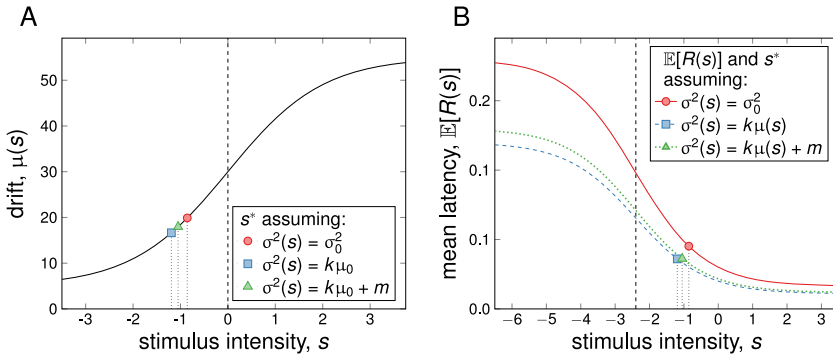 A
drift, μ(s)
50
40
30
20
10
0
-3
-2
-1
0
1
2
3
stimulus intensity, s
s* assuming:
σ²(s) = σ₀²
σ²(s) = kμ₀
σ²(s) = kμ₀ + m
B
mean latency, 𝔼[R(s)]
0.2
0.1
0.1
0.0
−6
−5
−4
−3
−2
−1
0
1
2
3
stimulus intensity, s
𝔼[R(s)] and s*
assuming:
σ²(s) = σ₀²
σ²(s) = kμ(s)
σ²(s) = kμ(s) + m